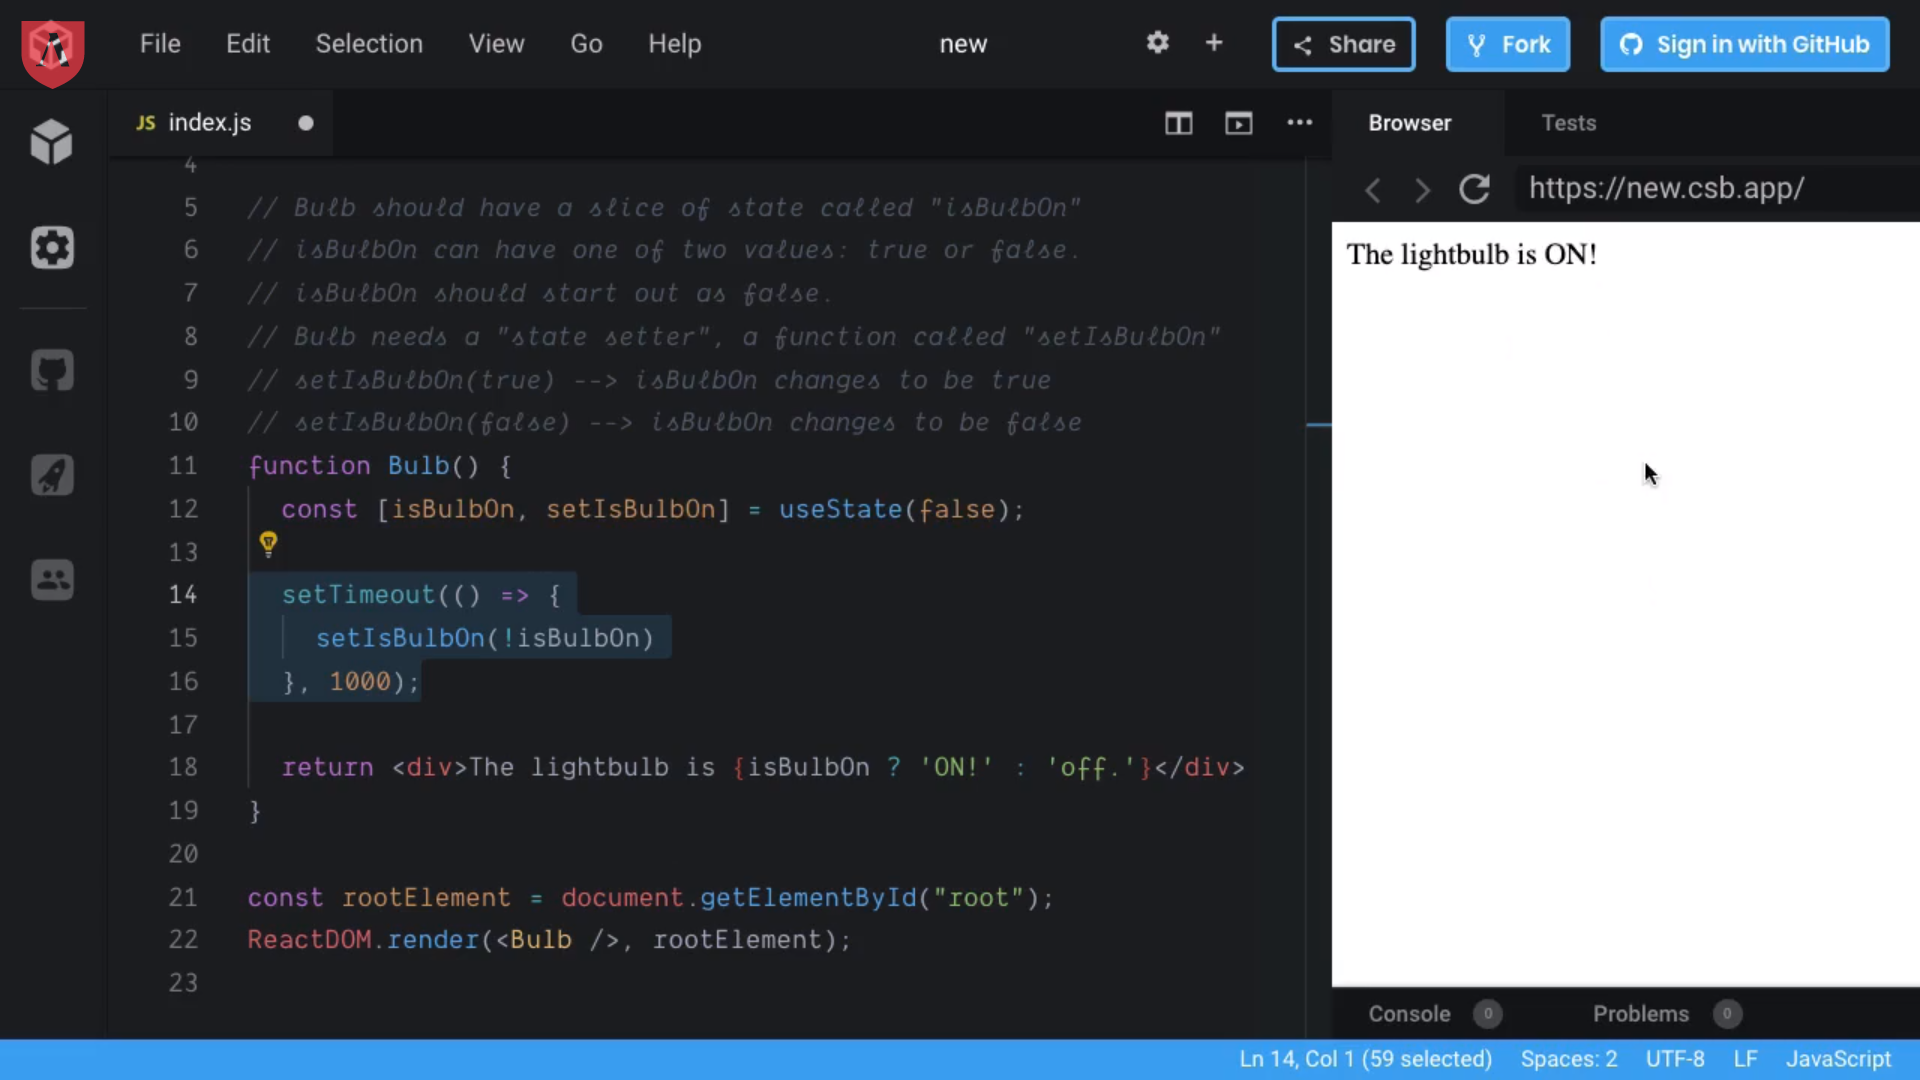 File Edit Selection View Go Help new Share Fork Sign in with GitHub
JS index.js Browser Tests
https://new.csb.app/
4
5 // Bulb should have a slice of state called "isBulbOn"
6 // isBulbOn can have one of two values: true or false.
7 // isBulbOn should start out as false.
8 // Bulb needs a "state setter", a function called "setIsBulbOn"
9 // setIsBulbOn(true) --> isBulbOn changes to be true
10 // setIsBulbOn(false) --> isBulbOn changes to be false
11 function Bulb() {
12 const [isBulbOn, setIsBulbOn] = useState(false);
13
14 setTimeout(() => {
15 setIsBulbOn(!isBulbOn)
16 }, 1000);
17
18 return <div>The lightbulb is {isBulbOn ? 'ON!' : 'off.'}</div>
19 }
20
21 const rootElement = document.getElementById("root");
22 ReactDOM.render(<Bulb />, rootElement);
23
The lightbulb is ON!
Console 0 Problems 0
Ln 14, Col 1 (59 selected) Spaces: 2 UTF-8 LF JavaScript